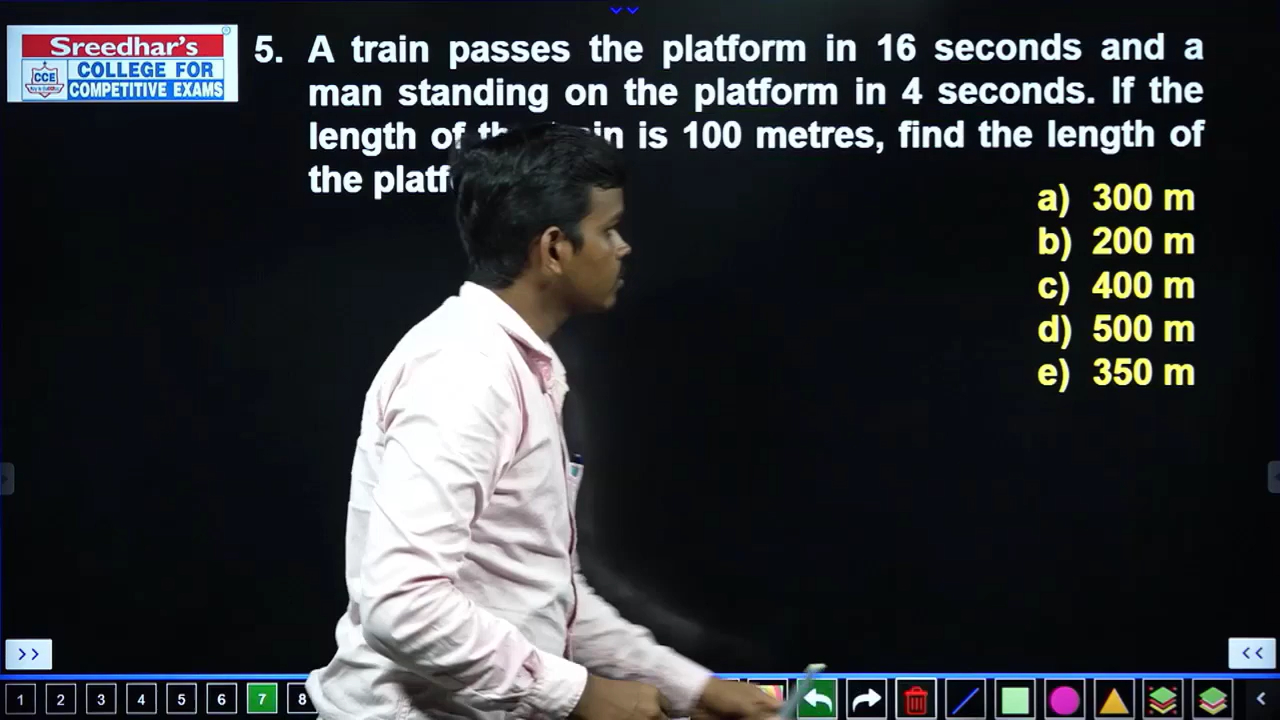 Sreedhar's
CCE
COLLEGE FOR
COMPETITIVE EXAMS
5. A train passes the platform in 16 seconds and a
man standing on the platform in 4 seconds. If the
length of is 100 metres, find the length of
the
a) 300 m
b) 200 m
c) 400 m
d) 500 m
e) 350 m
>> <<
1 2 3 4 5 6 7 8